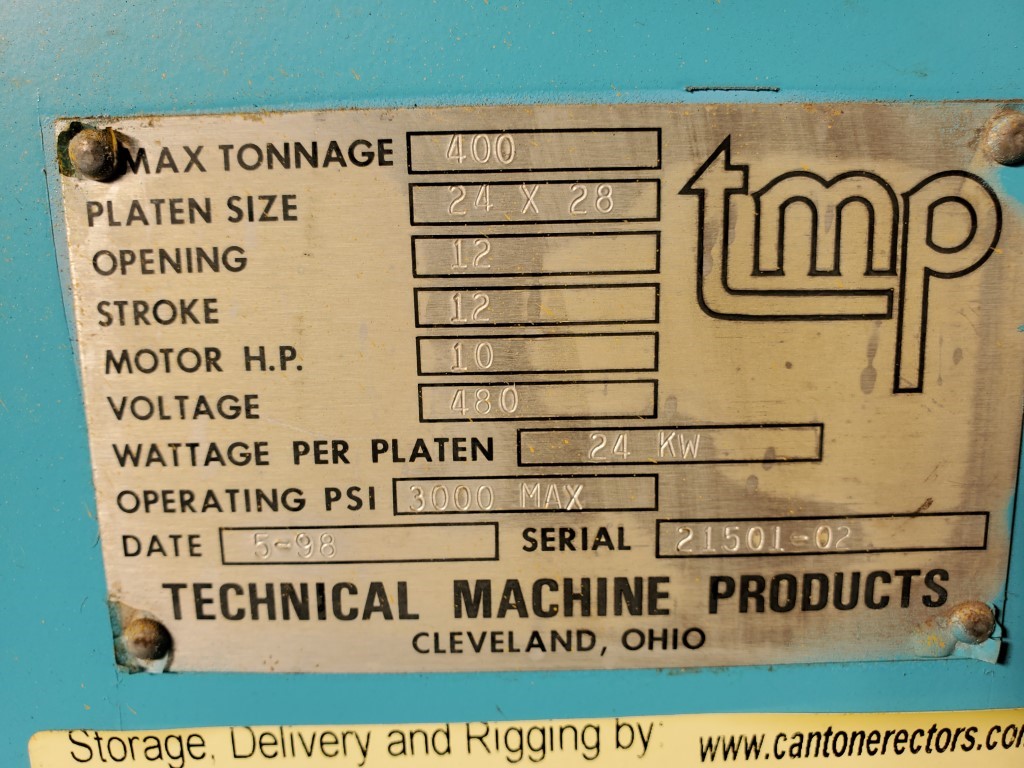 MAX TONNAGE 400
tmp
PLATEN SIZE 24 X 28
OPENING 12
STROKE 12
MOTOR H.P. 10
VOLTAGE 480
WATTAGE PER PLATEN 24 KW
OPERATING PSI 3000 MAX
DATE 5-98 SERIAL 21501-02
TECHNICAL MACHINE PRODUCTS
CLEVELAND, OHIO
Storage, Delivery and Rigging by: www.cantonerectors.co